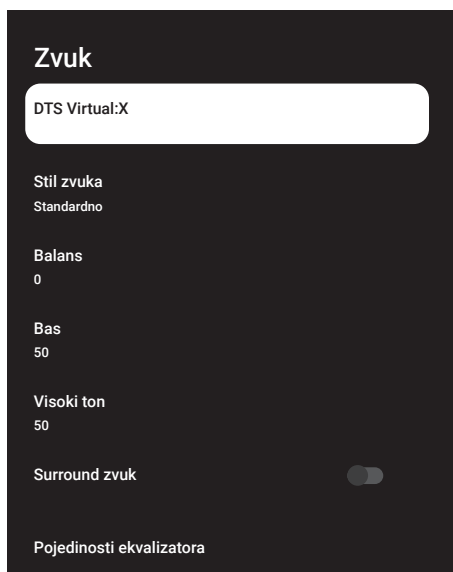 Zvuk
DTS Virtual:X
Stil zvuka
Standardno
Balans
0
Bas
50
Visoki ton
50
Surround zvuk
Pojedinosti ekvalizatora